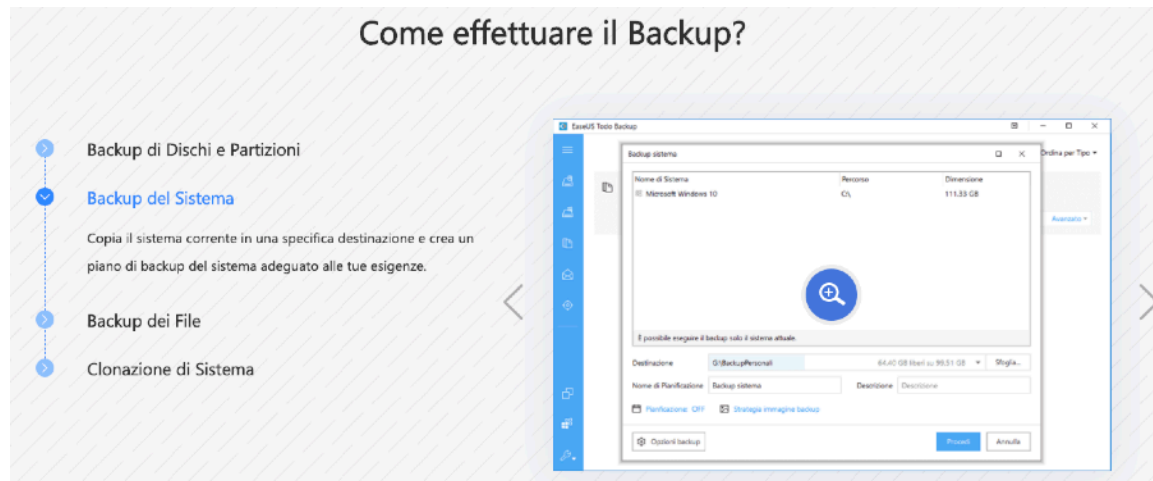 Come effettuare il Backup?
Backup di Dischi e Partizioni
Backup del Sistema
Copia il sistema corrente in una specifica destinazione e crea un
piano di backup del sistema adeguato alle tue esigenze.
Backup dei File
Clonazione di Sistema
EaseUS Todo Backup
Ordina per Tipo
Avanzato
Backup sistema
Nome di Sistema Percorso Dimensione
Microsoft Windows 10 C:\ 111.33 GB
È possibile eseguire il backup solo il sistema attuale.
Destinazione G:\BackupPersonali 64,40 GB liberi su 99,51 GB Sfoglia...
Nome di Pianificazione Backup sistema Descrizione Descrizione
Pianificazione: OFF Strategia immagine backup
Opzioni backup Procedi Annulla